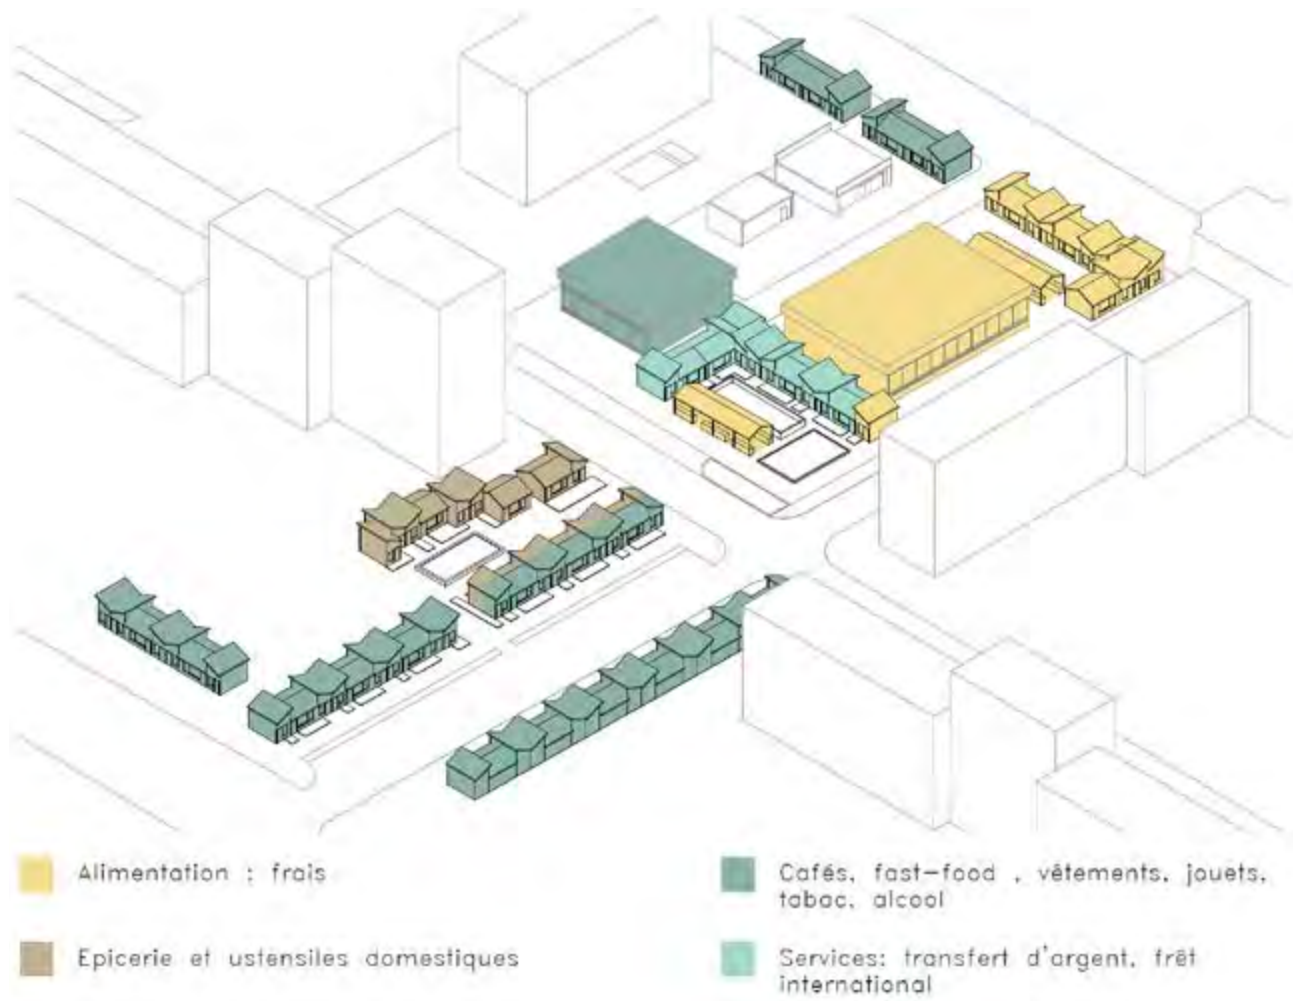 Alimentation : frais
Epicerie et ustensiles domestiques
Cafés, fast-food , vêtements, jouets,
tabac, alcool
Services: transfert d'argent, frêt
international